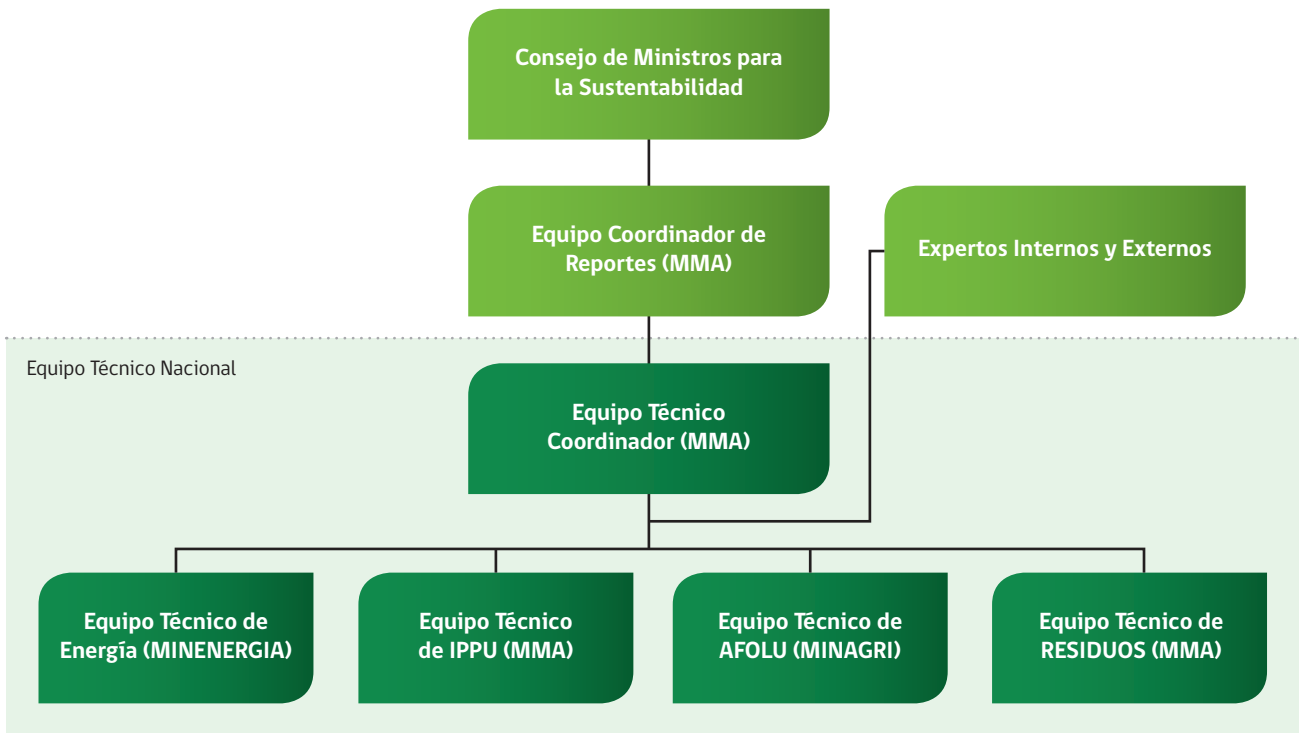 Consejo de Ministros para
la Sustentabilidad
Equipo Coordinador de
Reportes (MMA)
Expertos Internos y Externos
Equipo Técnico Nacional
Equipo Técnico
Coordinador (MMA)
Equipo Técnico de
Energía (MINENERGIA)
Equipo Técnico
de IPPU (MMA)
Equipo Técnico de
AFOLU (MINAGRI)
Equipo Técnico de
RESIDUOS (MMA)